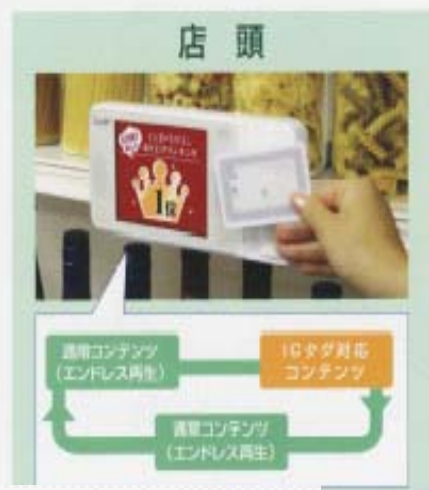 店 頭
1位
通常コンテンツ
(エンドレス再生)
ICタグ対応
コンテンツ
通常コンテンツ
(エンドレス再生)